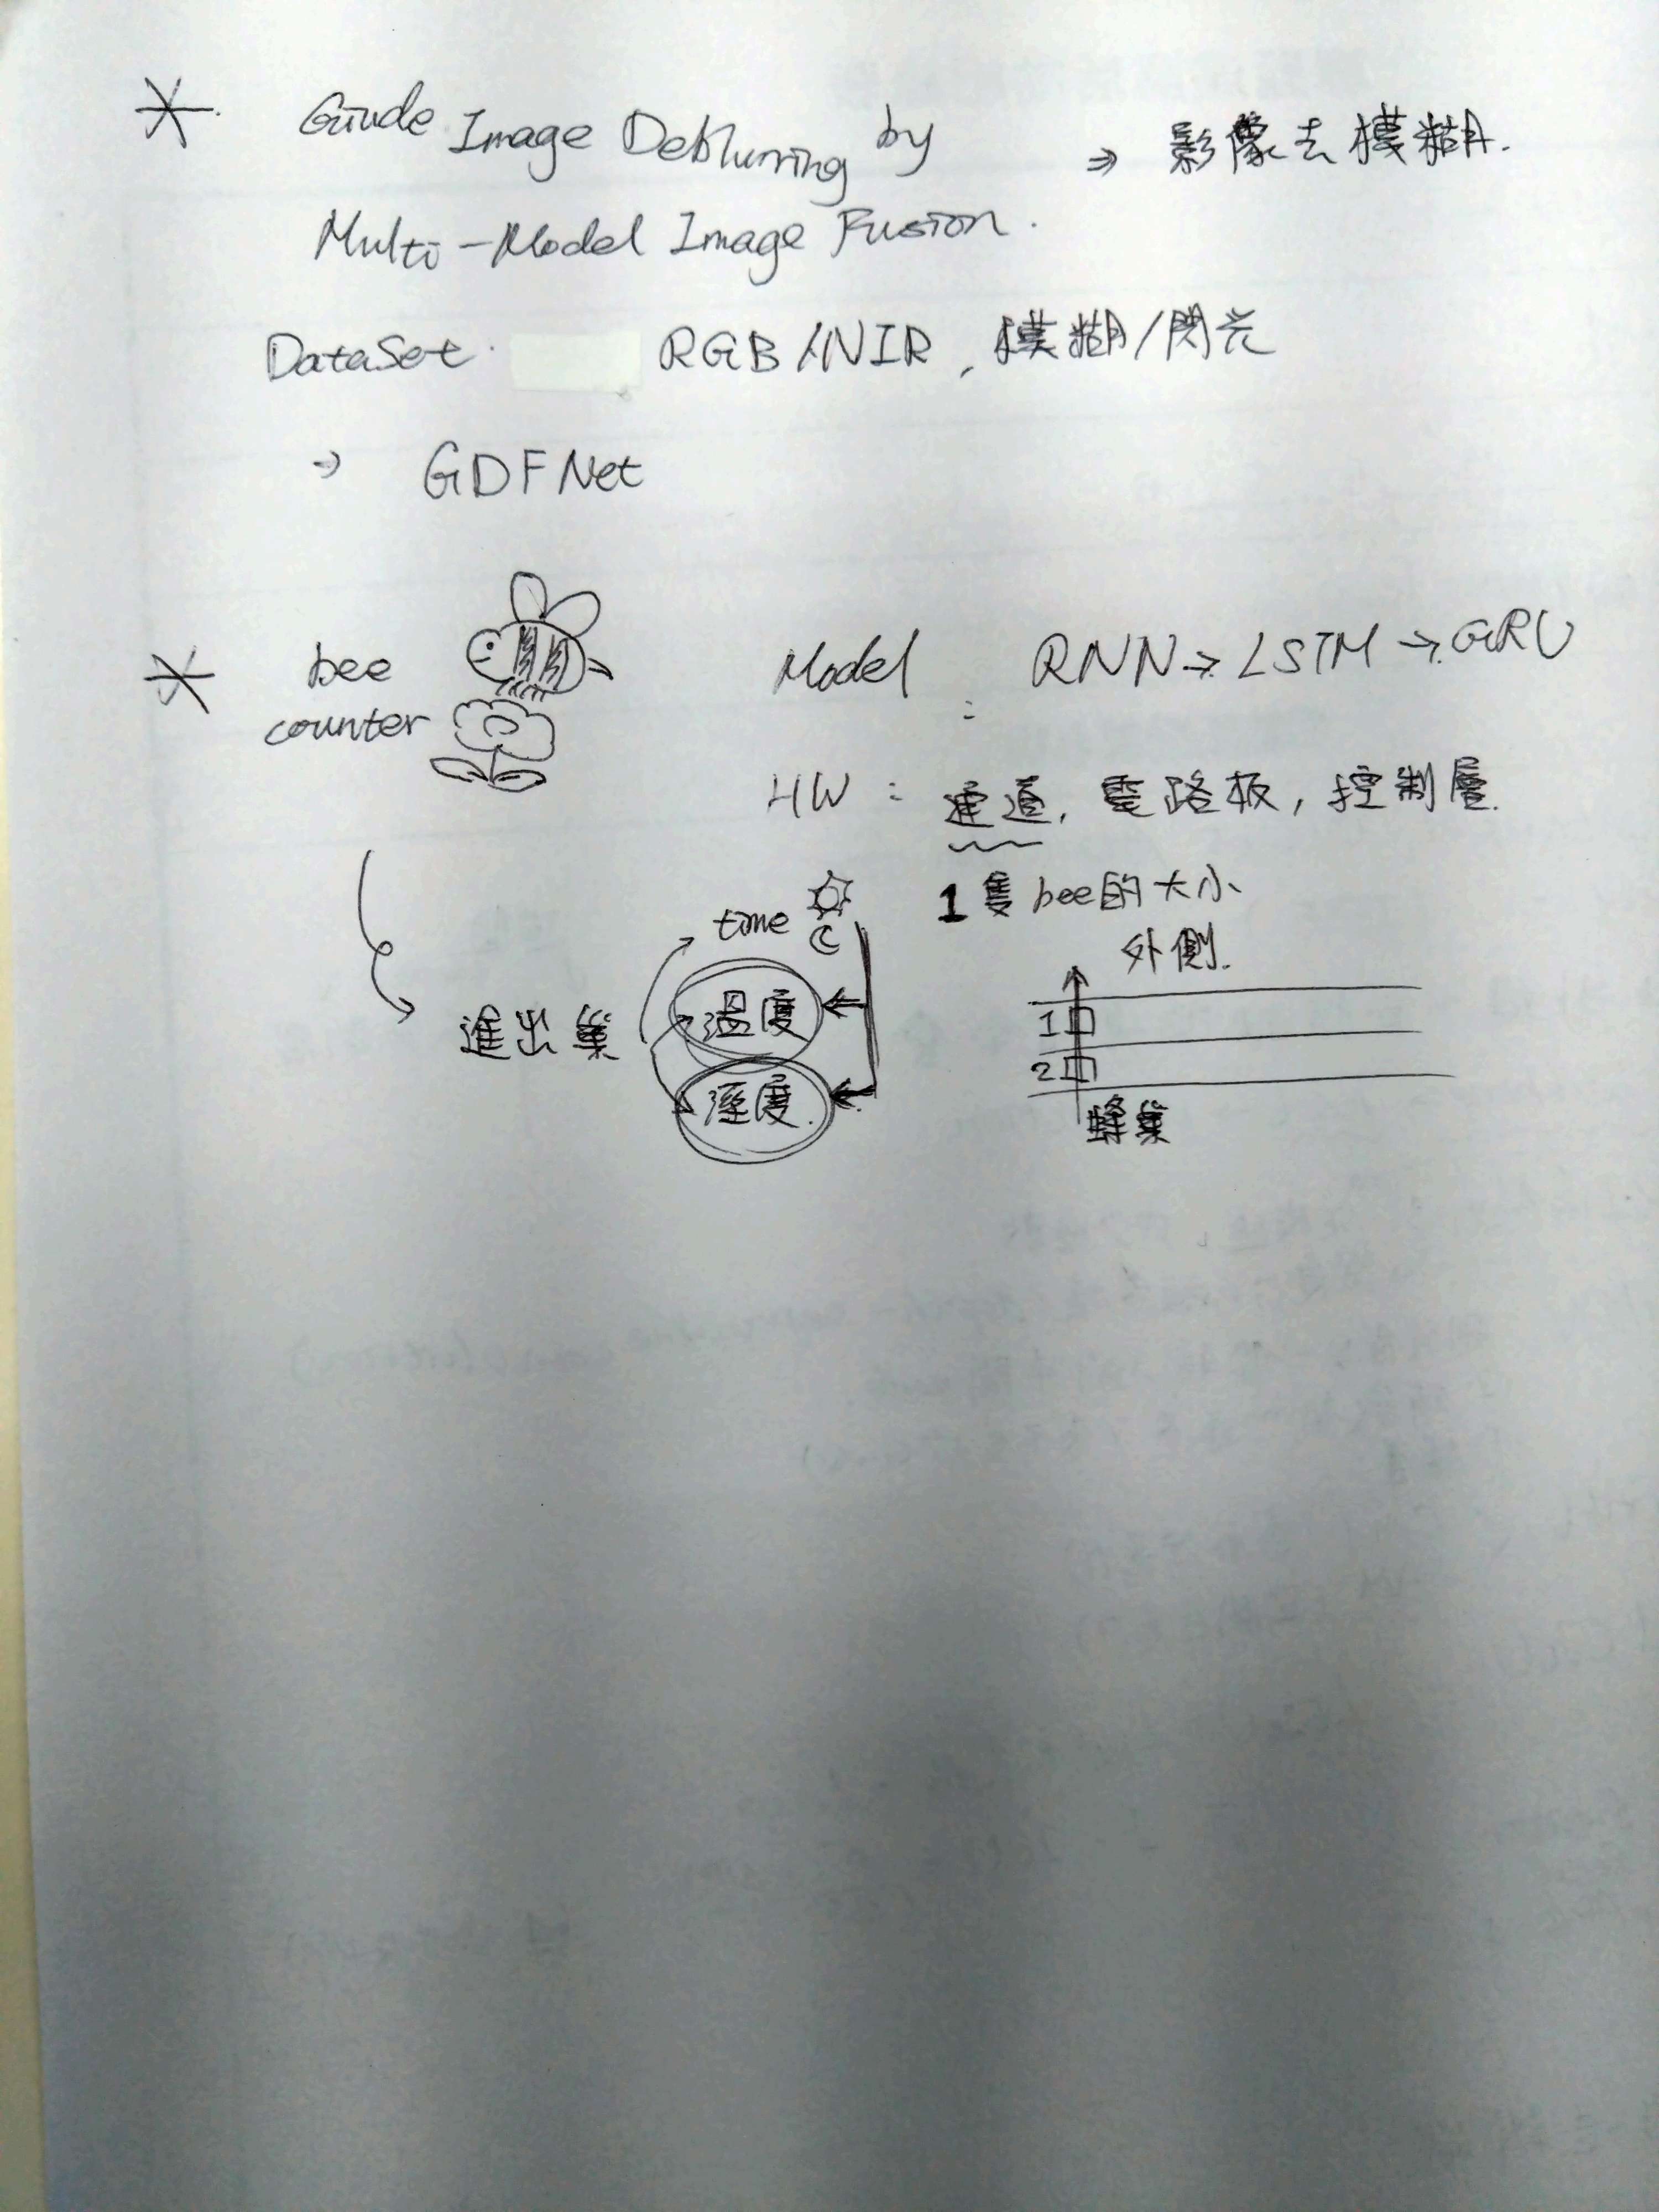 * Giude Image Deblurring by ⇒ 影像去模糊.
Multi-Model Image Fusion.
DataSet. RGB/NIR, 模糊/閃光
→ GDFNet
* bee counter
Model: RNN→LSTM→GRU
HW: 通道, 電路板, 控制層.
1隻bee的大小
time
進出巢
溫度
溼度.
外側.
1
2
蜂巢